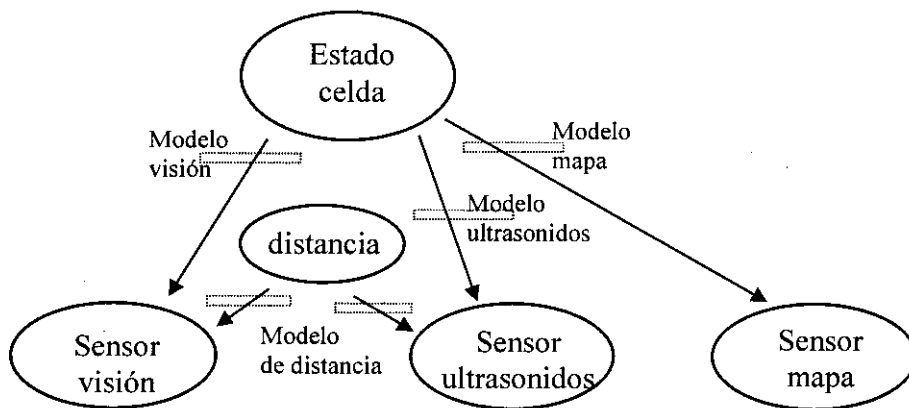 Estado
celda
Modelo
visión
Modelo
mapa
Modelo
ultrasonidos
distancia
Modelo
de distancia
Sensor
visión
Sensor
ultrasonidos
Sensor
mapa